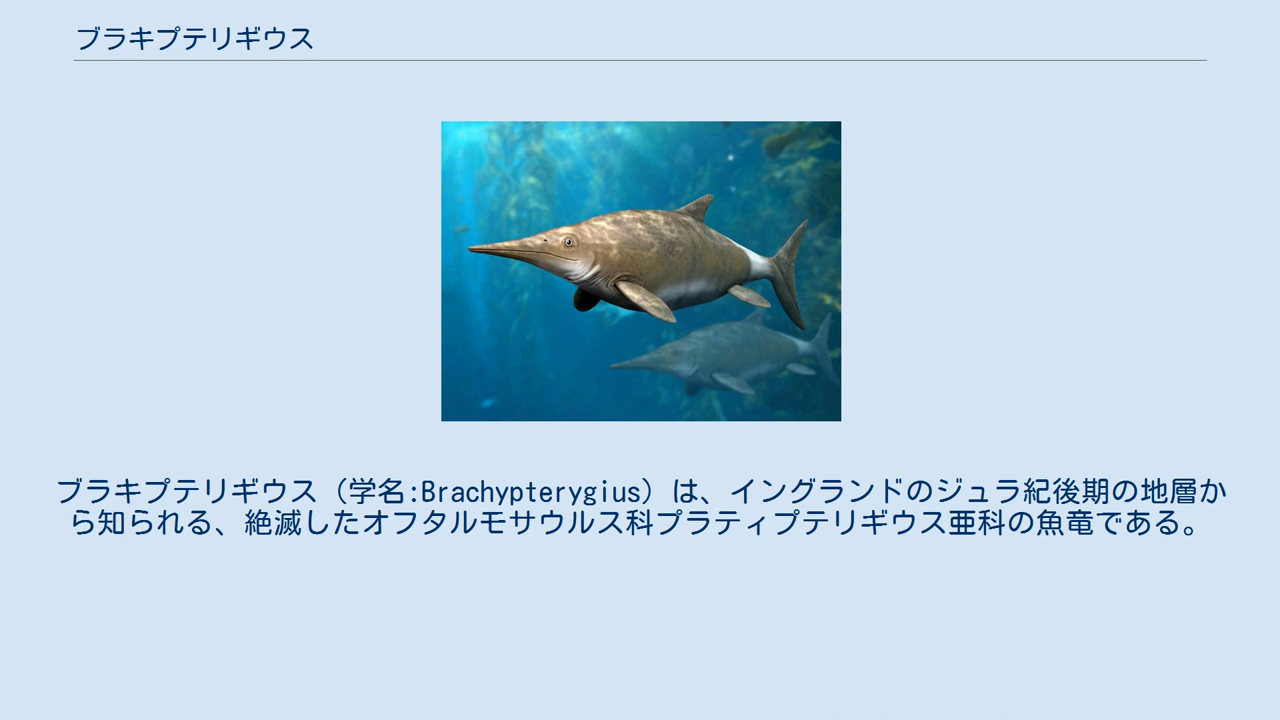 ブラキプテリギウス
ブラキプテリギウス（学名:Brachypterygius）は、イングランドのジュラ紀後期の地層か
ら知られる、絶滅したオフタルモサウルス科プラティプテリギウス亜科の魚竜である。